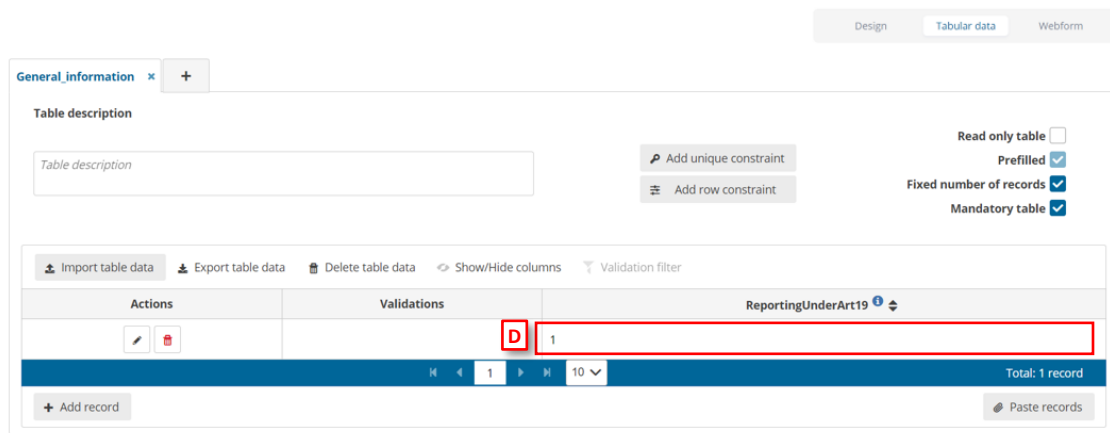 Design Tabular data Webform
General_information × +
Table description
Read only table
Table description
Add unique constraint
Prefilled
Add row constraint
Fixed number of records
Mandatory table
Import table data Export table data Delete table data Show/Hide columns Validation filter
Actions Validations ReportingUnderArt19
D 1
1 10 Total: 1 record
+ Add record Paste records